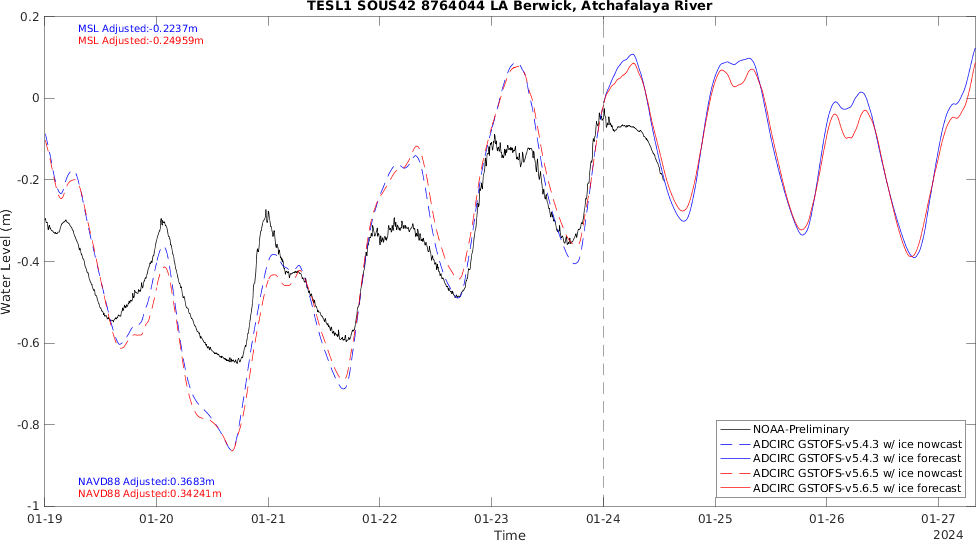 TESL1 SOUS42 8764044 LA Berwick, Atchafalaya River
MSL Adjusted:-0.2237m
MSL Adjusted:-0.24959m
0.2
0
-0.2
-0.4
-0.6
-0.8
-1
Water Level (m)
NAVD88 Adjusted:0.3683m
NAVD88 Adjusted:0.34241m
NOAA-Preliminary
ADCIRC GSTOFS-v5.4.3 w/ ice nowcast
ADCIRC GSTOFS-v5.4.3 w/ ice forecast
ADCIRC GSTOFS-v5.6.5 w/ ice nowcast
ADCIRC GSTOFS-v5.6.5 w/ ice forecast
01-19 01-20 01-21 01-22 01-23 01-24 01-25 01-26 01-27
Time
2024